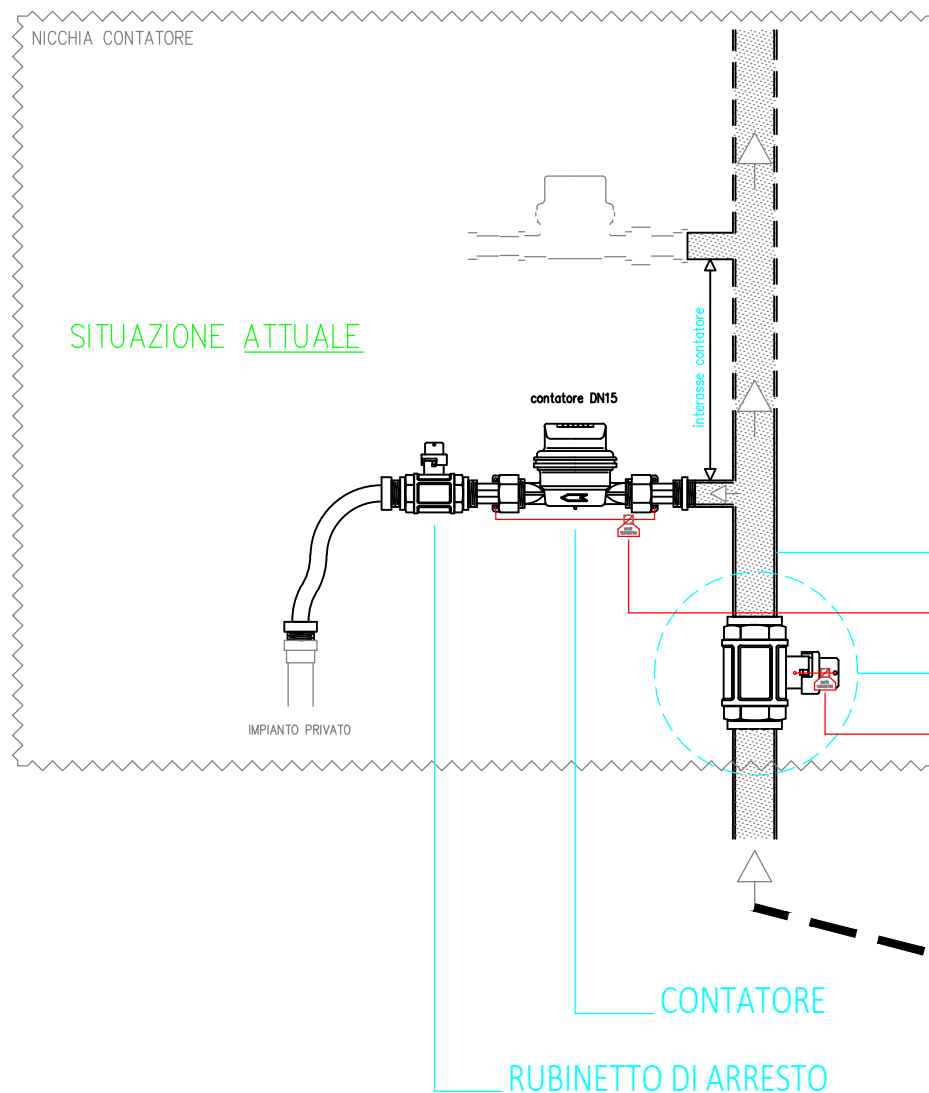 NICCHIA CONTATORE
SITUAZIONE ATTUALE
interasse contatore
contatore DN15
IMPIANTO PRIVATO
CONTATORE
RUBINETTO DI ARRESTO